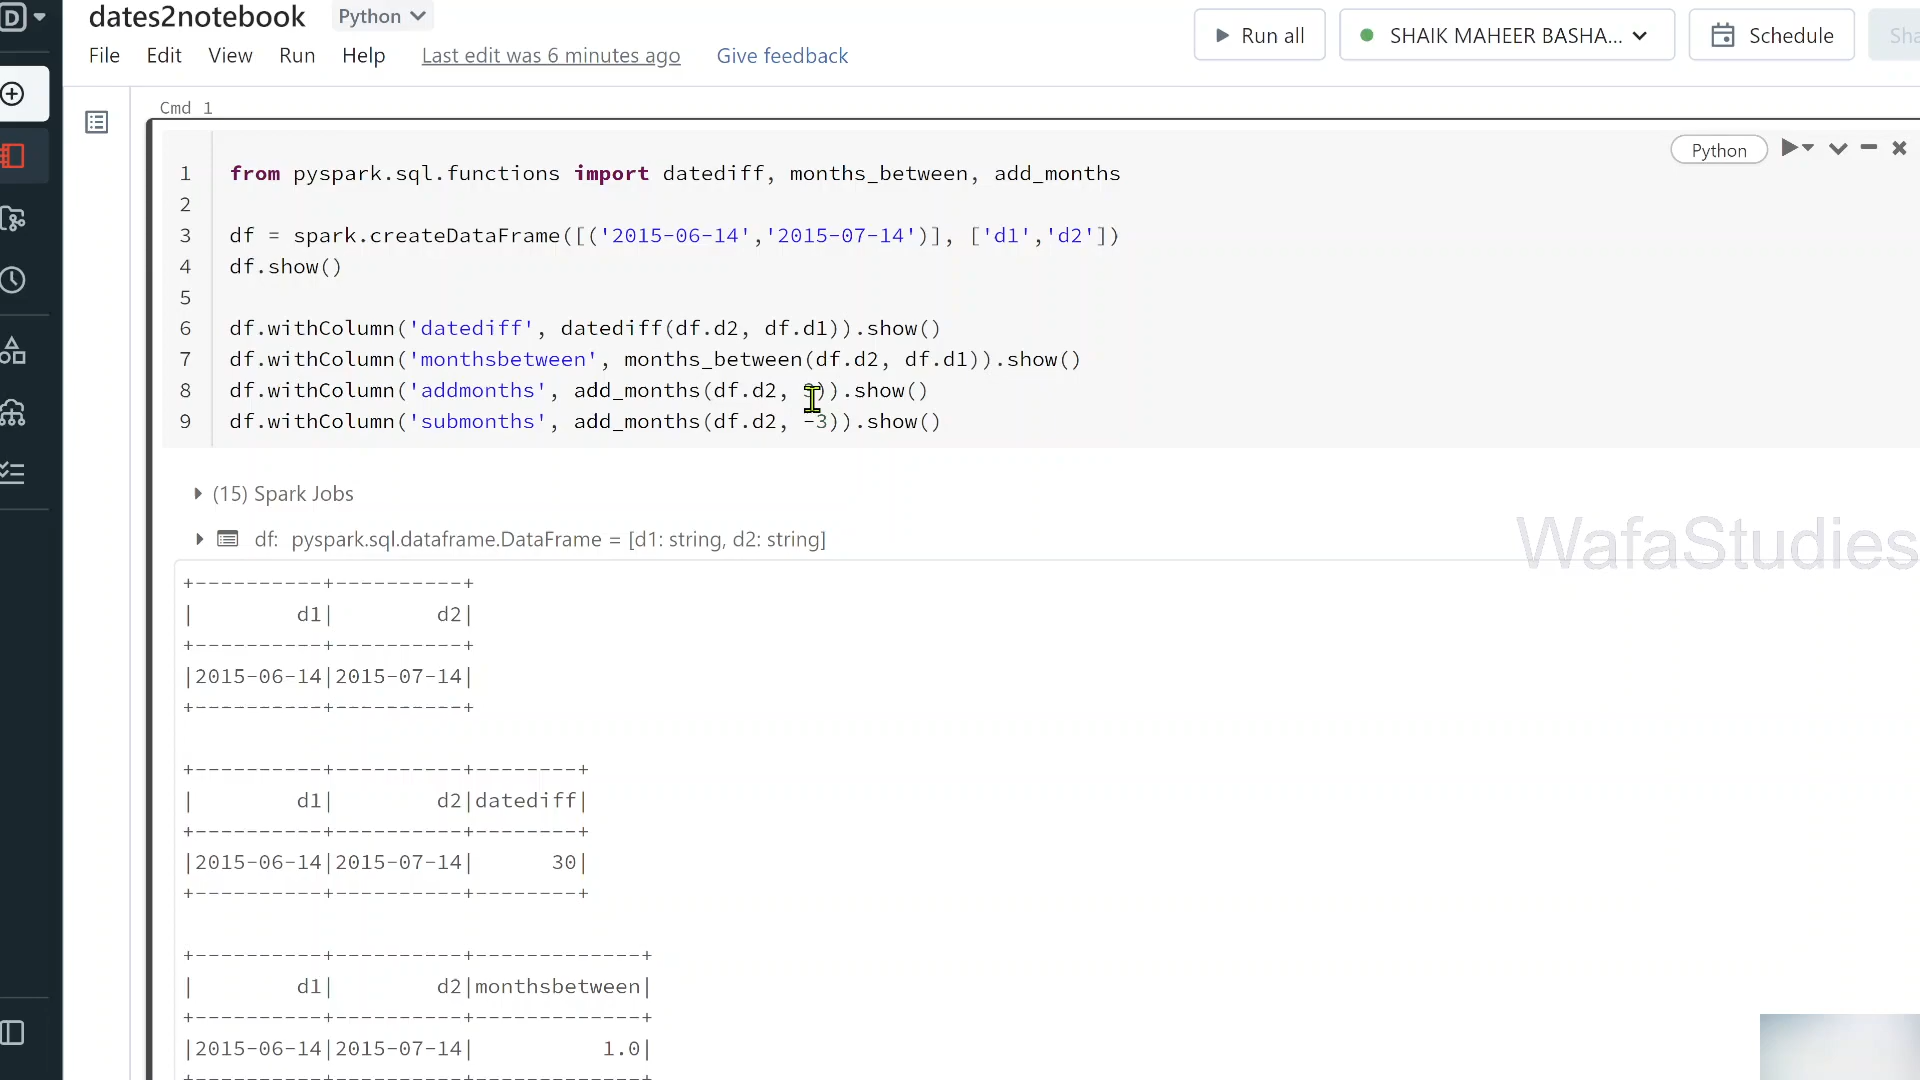 dates2notebook Python
File Edit View Run Help Last edit was 6 minutes ago Give feedback
Run all SHAIK MAHEER BASHA... Schedule
Cmd 1
Python
1 from pyspark.sql.functions import datediff, months_between, add_months
2
3 df = spark.createDataFrame([('2015-06-14','2015-07-14')], ['d1','d2'])
4 df.show()
5
6 df.withColumn('datediff', datediff(df.d2, df.d1)).show()
7 df.withColumn('monthsbetween', months_between(df.d2, df.d1)).show()
8 df.withColumn('addmonths', add_months(df.d2, )).show()
9 df.withColumn('submonths', add_months(df.d2, -3)).show()
(15) Spark Jobs
df: pyspark.sql.dataframe.DataFrame = [d1: string, d2: string]
WafaStudies
+----------+----------+
|        d1|        d2|
+----------+----------+
|2015-06-14|2015-07-14|
+----------+----------+
+----------+----------+--------+
|        d1|        d2|datediff|
+----------+----------+--------+
|2015-06-14|2015-07-14|      30|
+----------+----------+--------+
+----------+----------+-------------+
|        d1|        d2|monthsbetween|
+----------+----------+-------------+
|2015-06-14|2015-07-14|          1.0|
+----------+----------+-------------+